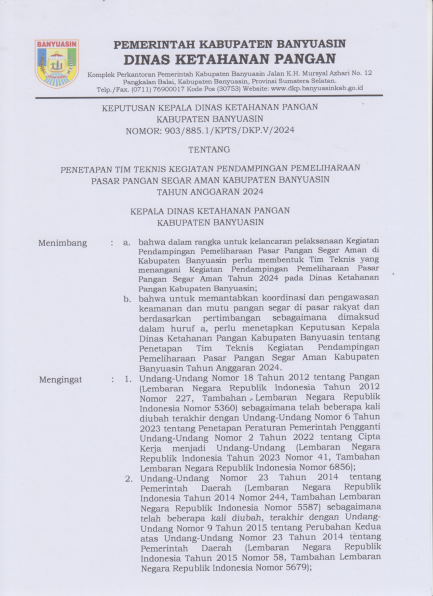 BANYUASIN
PEMERINTAH KABUPATEN BANYUASIN
DINAS KETAHANAN PANGAN
Komplek Perkantoran Pemerintah Kabupaten Banyuasin Jalan K.H. Mursyal Azhari No. 12
Pangkalan Balai, Kabupaten Banyuasin, Provinsi Sumatera Selatan.
Telp./Fax. (0711) 76900017 Kode Pos (30753) Website: www.dkp.banyuasinkab.go.id
KEPUTUSAN KEPALA DINAS KETAHANAN PANGAN
KABUPATEN BANYUASIN
NOMOR: 903/885.1/KPTS/DKP.V/2024
TENTANG
PENETAPAN TIM TEKNIS KEGIATAN PENDAMPINGAN PEMELIHARAAN
PASAR PANGAN SEGAR AMAN KABUPATEN BANYUASIN
TAHUN ANGGARAN 2024
KEPALA DINAS KETAHANAN PANGAN
KABUPATEN BANYUASIN
Menimbang : a. bahwa dalam rangka untuk kelancaran pelaksanaan Kegiatan
Pendampingan Pemeliharaan Pasar Pangan Segar Aman di
Kabupaten Banyuasin perlu membentuk Tim Teknis yang
menangani Kegiatan Pendampingan Pemeliharaan Pasar
Pangan Segar Aman Tahun 2024 pada Dinas Ketahanan
Pangan Kabupaten Banyuasin;
b. bahwa untuk memantabkan koordinasi dan pengawasan
keamanan dan mutu pangan segar di pasar rakyat dan
berdasarkan pertimbangan sebagaimana dimaksud
dalam huruf a, perlu menetapkan Keputusan Kepala
Dinas Ketahanan Pangan Kabupaten Banyuasin tentang
Penetapan Tim Teknis Kegiatan Pendampingan
Pemeliharaan Pasar Pangan Segar Aman Kabupaten
Banyuasin Tahun Anggaran 2024.
Mengingat : 1. Undang-Undang Nomor 18 Tahun 2012 tentang Pangan
(Lembaran Negara Republik Indonesia Tahun 2012
Nomor 227, Tambahan Lembaran Negara Republik
Indonesia Nomor 5360) sebagaimana telah beberapa kali
diubah terakhir dengan Undang-Undang Nomor 6 Tahun
2023 tentang Penetapan Peraturan Pemerintah Pengganti
Undang-Undang Nomor 2 Tahun 2022 tentang Cipta
Kerja menjadi Undang-Undang (Lembaran Negara
Republik Indonesia Tahun 2023 Nomor 41, Tambahan
Lembaran Negara Republik Indonesia Nomor 6856);
2. Undang-Undang Nomor 23 Tahun 2014 tentang
Pemerintah Daerah (Lembaran Negara Republik
Indonesia Tahun 2014 Nomor 244, Tambahan Lembaran
Negara Republik Indonesia Nomor 5587) sebagaimana
telah beberapa kali diubah, terakhir dengan Undang-
Undang Nomor 9 Tahun 2015 tentang Perubahan Kedua
atas Undang-Undang Nomor 23 Tahun 2014 tentang
Pemerintah Daerah (Lembaran Negara Republik
Indonesia Tahun 2015 Nomor 58, Tambahan Lembaran
Negara Republik Indonesia Nomor 5679);